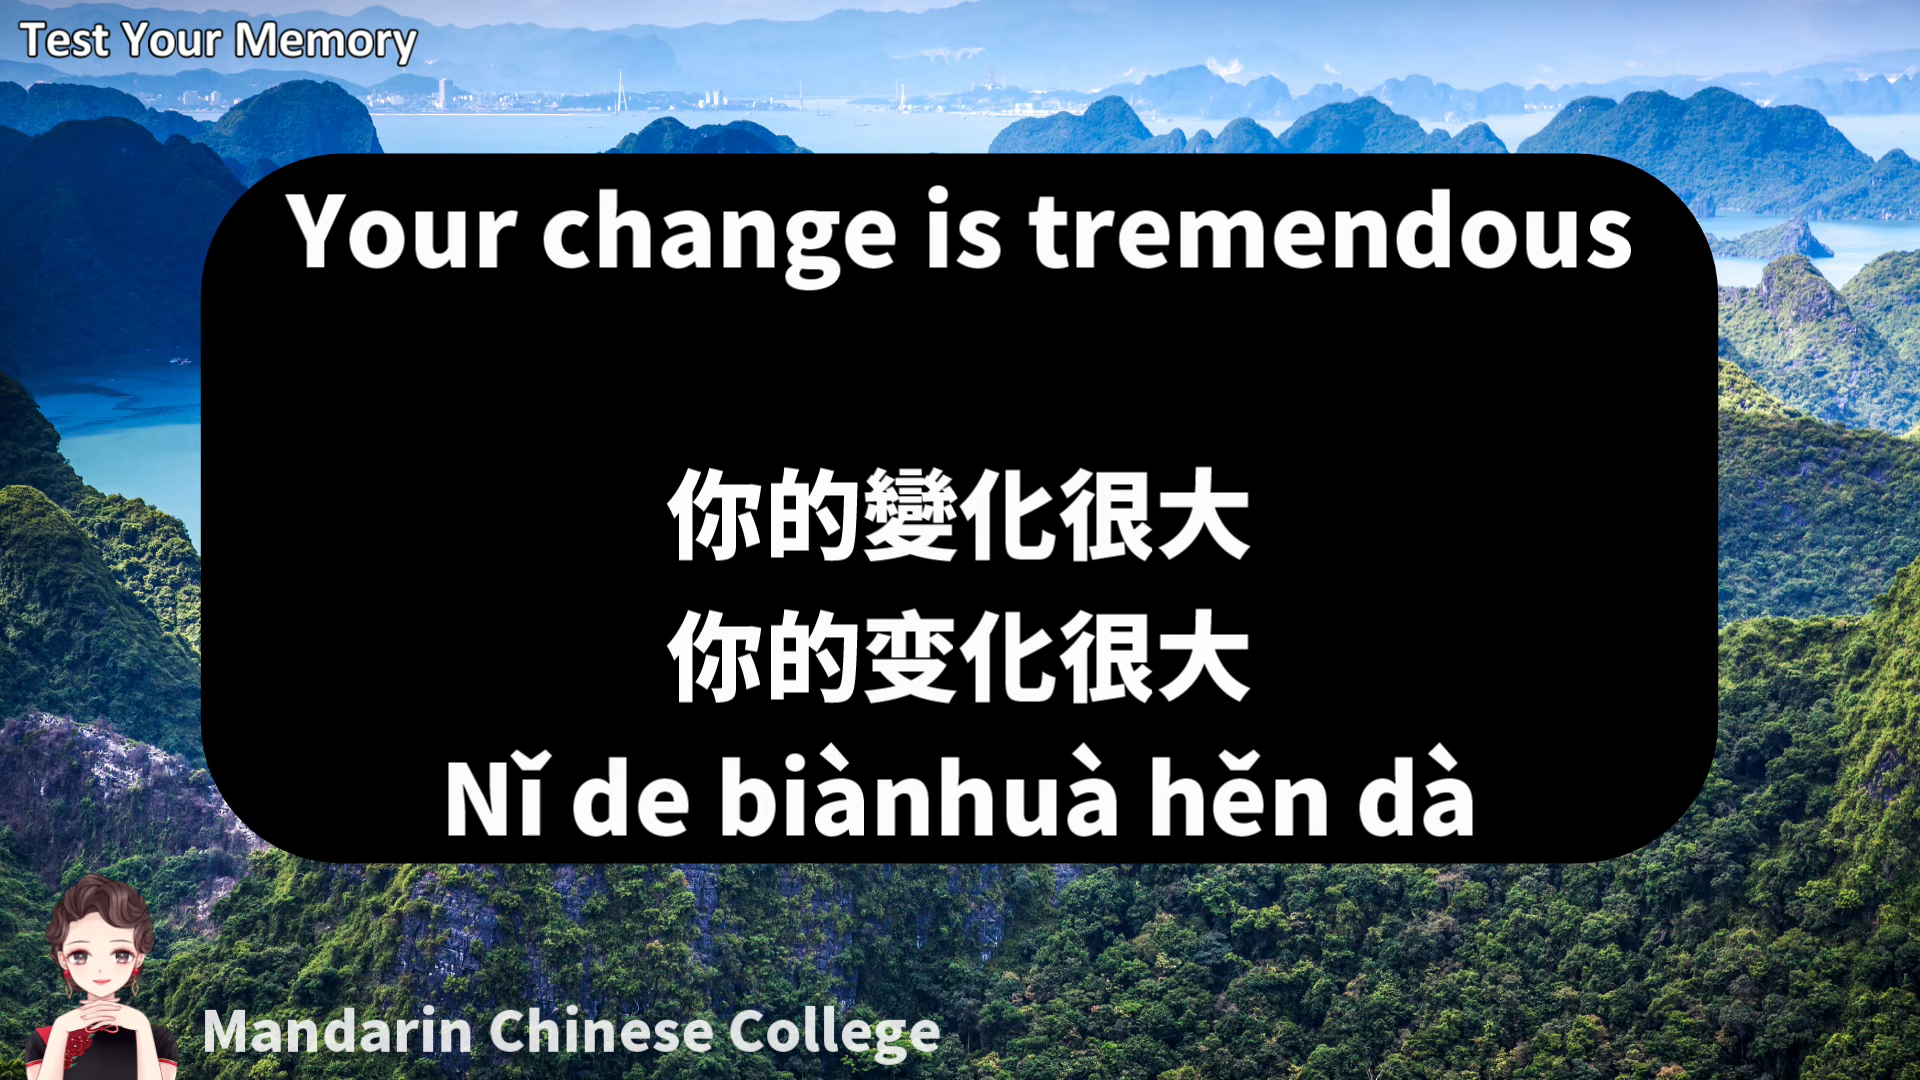 Test Your Memory
Your change is tremendous
你的變化很大
你的变化很大
Nǐ de biànhuà hěn dà
Mandarin Chinese College